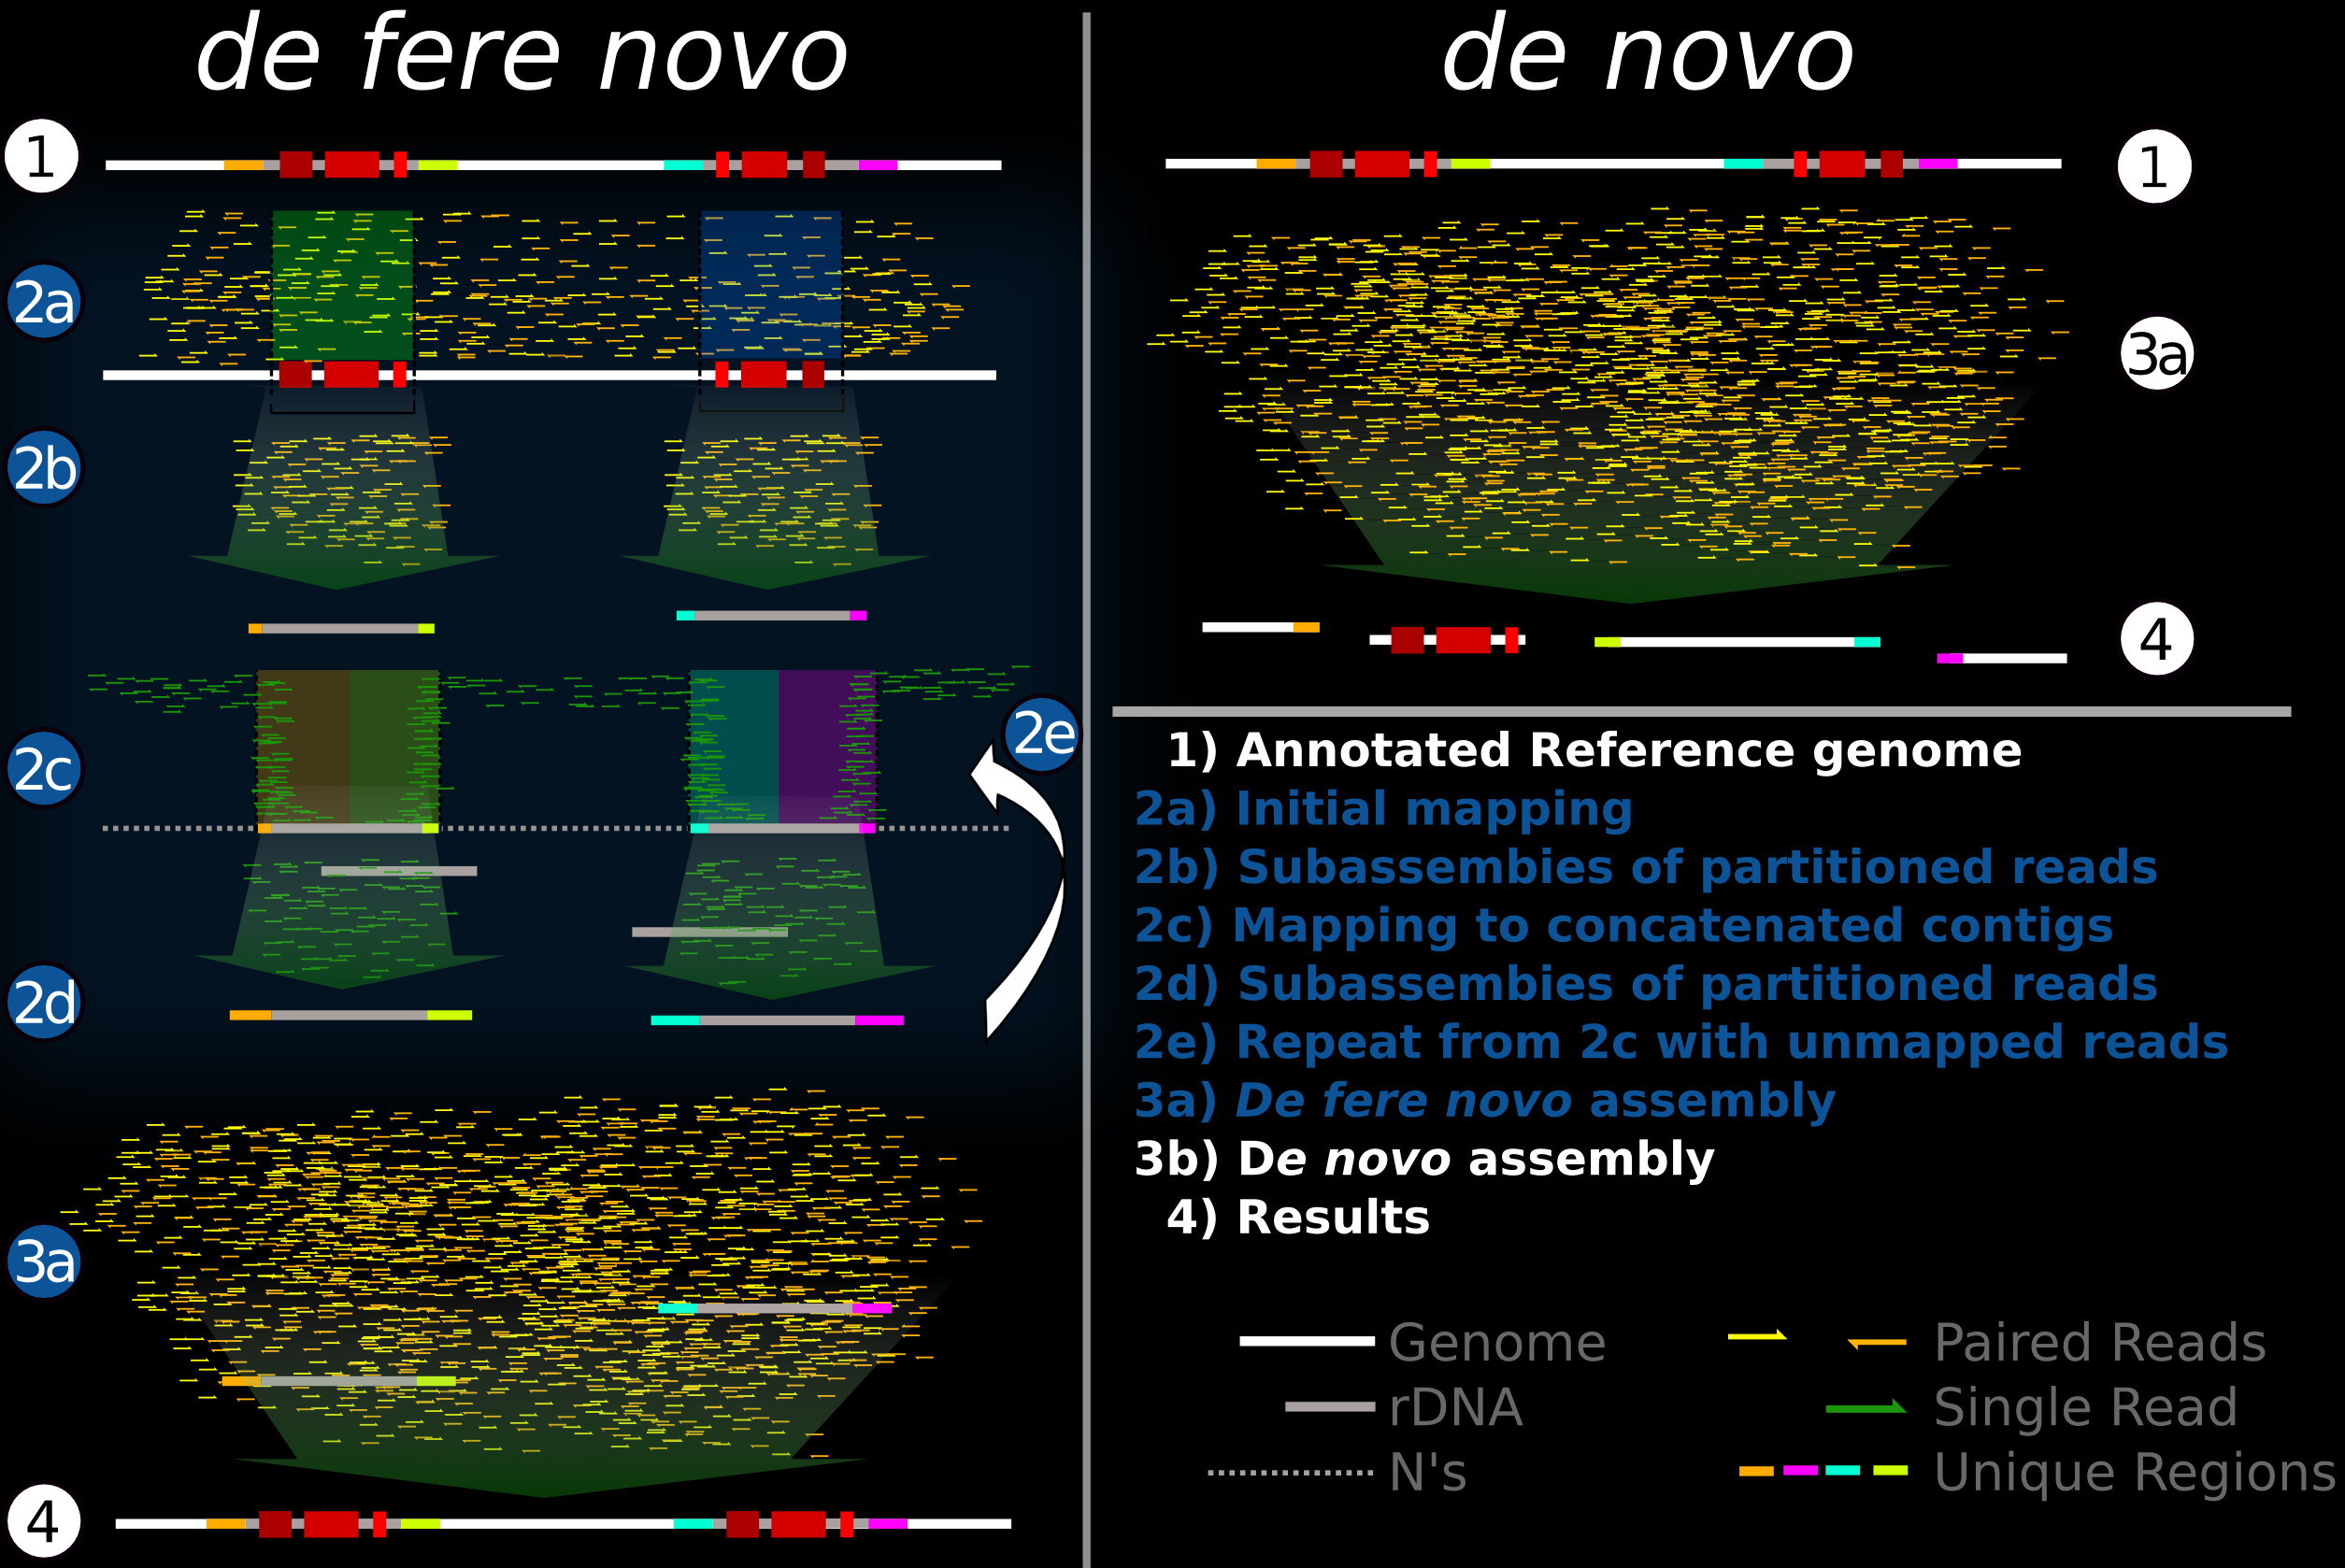 de fere novo
1
2a
2b
2c
2e
2d
3a
4
de novo
1
3a
4
1) Annotated Reference genome
2a) Initial mapping
2b) Subassembies of partitioned reads
2c) Mapping to concatenated contigs
2d) Subassembies of partitioned reads
2e) Repeat from 2c with unmapped reads
3a) De fere novo assembly
3b) De novo assembly
4) Results
Genome
rDNA
N's
Paired Reads
Single Read
Unique Regions